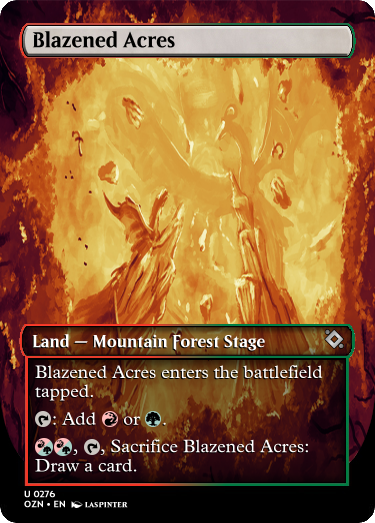 Blazened Acres
Land — Mountain Forest Stage
Blazened Acres enters the battlefield
tapped.
: Add or .
, , Sacrifice Blazened Acres:
Draw a card.
U 0276
OZN • EN LASPINTER